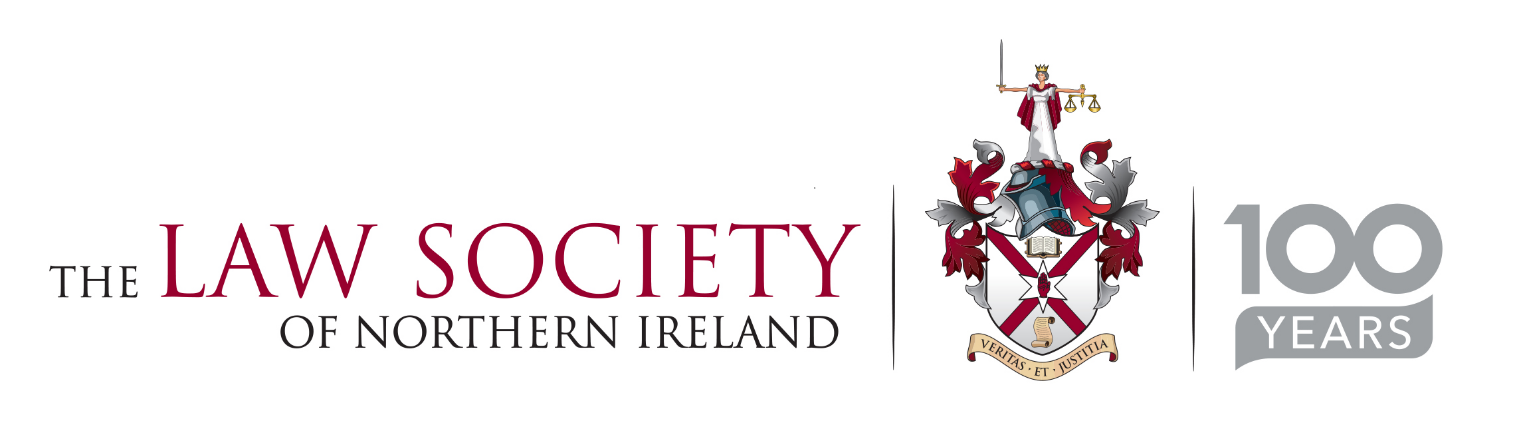 THE LAW SOCIETY
OF NORTHERN IRELAND
VERITAS · ET · JUSTITIA
100
YEARS